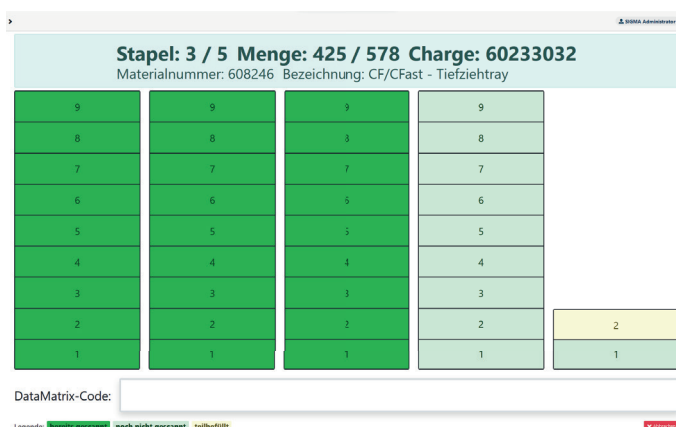 SIGMA Administrator
Stapel: 3 / 5 Menge: 425 / 578 Charge: 60233032
Materialnummer: 608246 Bezeichnung: CF/CFast - Tiefziehtray
9 9 9 9
8 8 8 8
7 7 7 7
6 6 6 6
5 5 5 5
4 4 4 4
3 3 3 3
2 2 2 2 2
1 1 1 1 1
DataMatrix-Code:
Legende: bereits gescannt noch nicht gescannt teilbefüllt